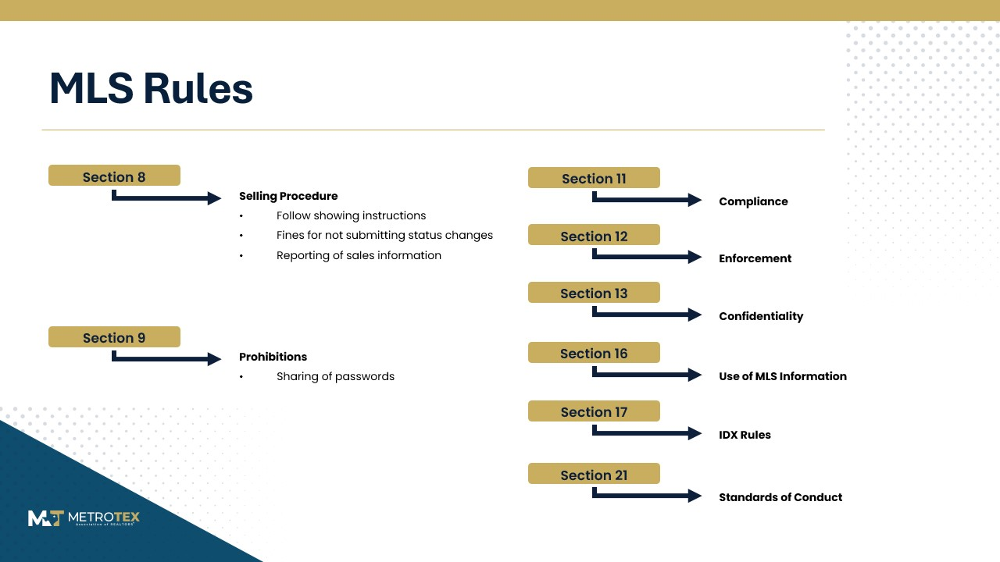 MLS Rules
Section 8
Selling Procedure
• Follow showing instructions
• Fines for not submitting status changes
• Reporting of sales information
Section 9
Prohibitions
• Sharing of passwords
Section 11
Compliance
Section 12
Enforcement
Section 13
Confidentiality
Section 16
Use of MLS Information
Section 17
IDX Rules
Section 21
Standards of Conduct
MT METROTEX
Association of REALTORS®